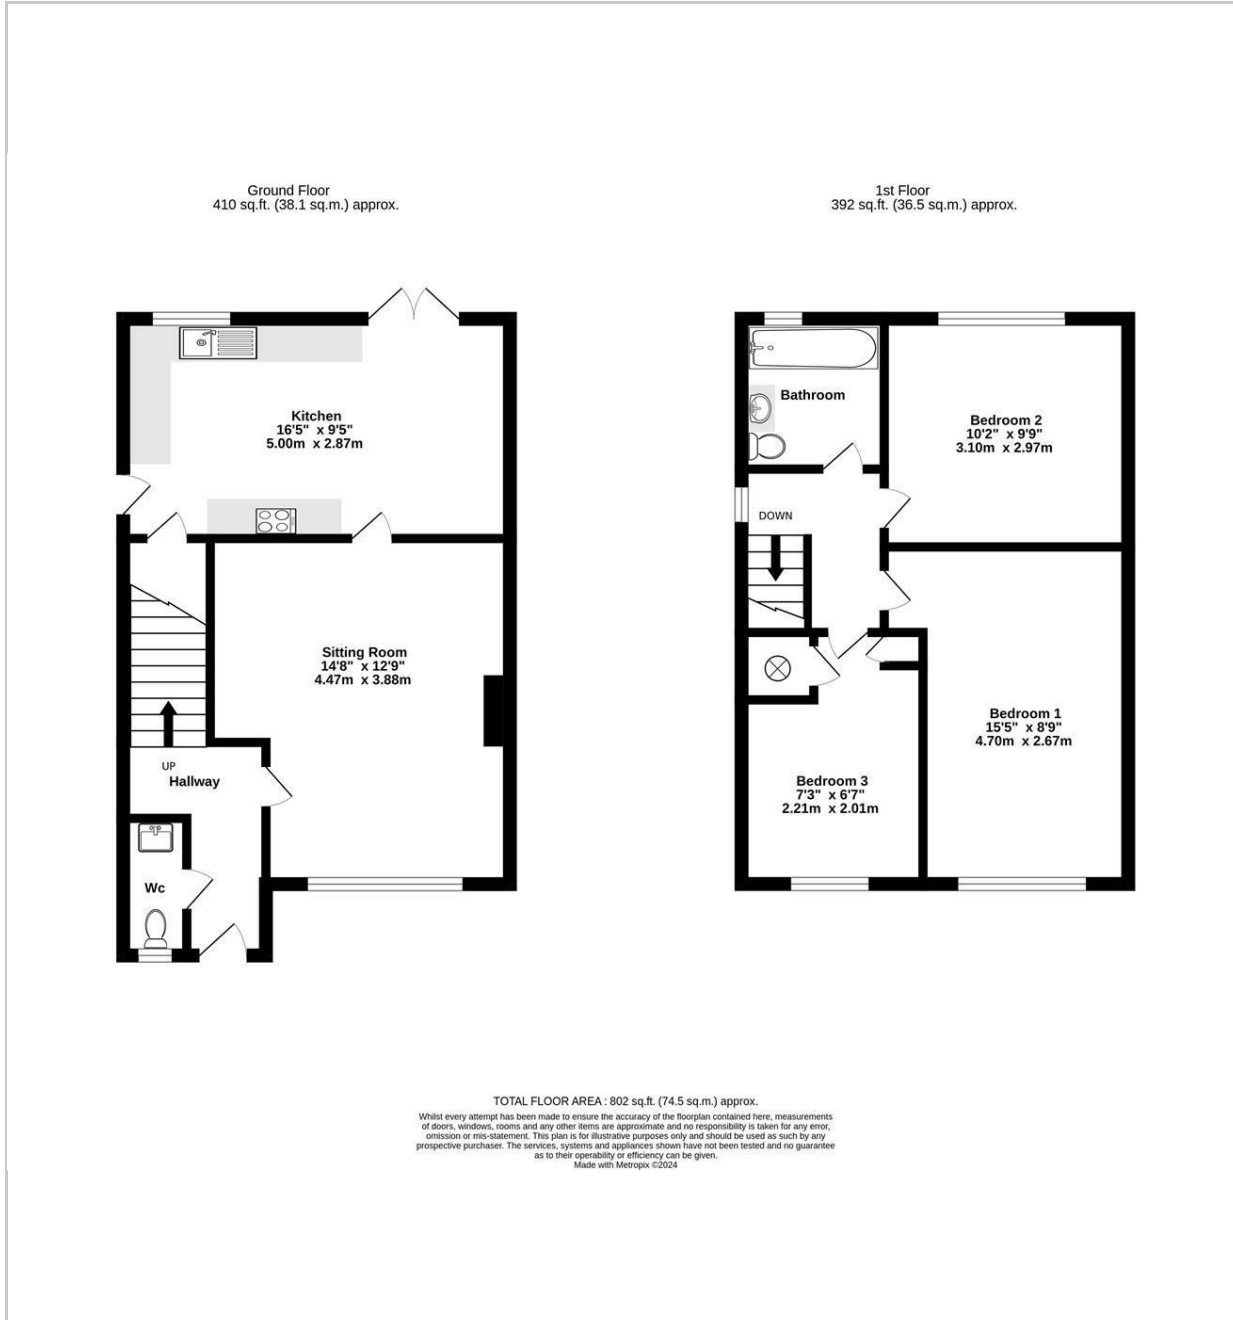 Ground Floor
410 sq.ft. (38.1 sq.m.) approx.
1st Floor
392 sq.ft. (36.5 sq.m.) approx.
Kitchen
16'5" x 9'5"
5.00m x 2.87m
Sitting Room
14'8" x 12'9"
4.47m x 3.88m
UP
Hallway
Wc
Bathroom
Bedroom 2
10'2" x 9'9"
3.10m x 2.97m
DOWN
Bedroom 1
15'5" x 8'9"
4.70m x 2.67m
Bedroom 3
7'3" x 6'7"
2.21m x 2.01m
TOTAL FLOOR AREA : 802 sq.ft. (74.5 sq.m.) approx.
Whilst every attempt has been made to ensure the accuracy of the floorplan contained here, measurements
of doors, windows, rooms and any other items are approximate and no responsibility is taken for any error,
omission or mis-statement. This plan is for illustrative purposes only and should be used as such by any
prospective purchaser. The services, systems and appliances shown have not been tested and no guarantee
as to their operability or efficiency can be given.
Made with Metropix ©2024